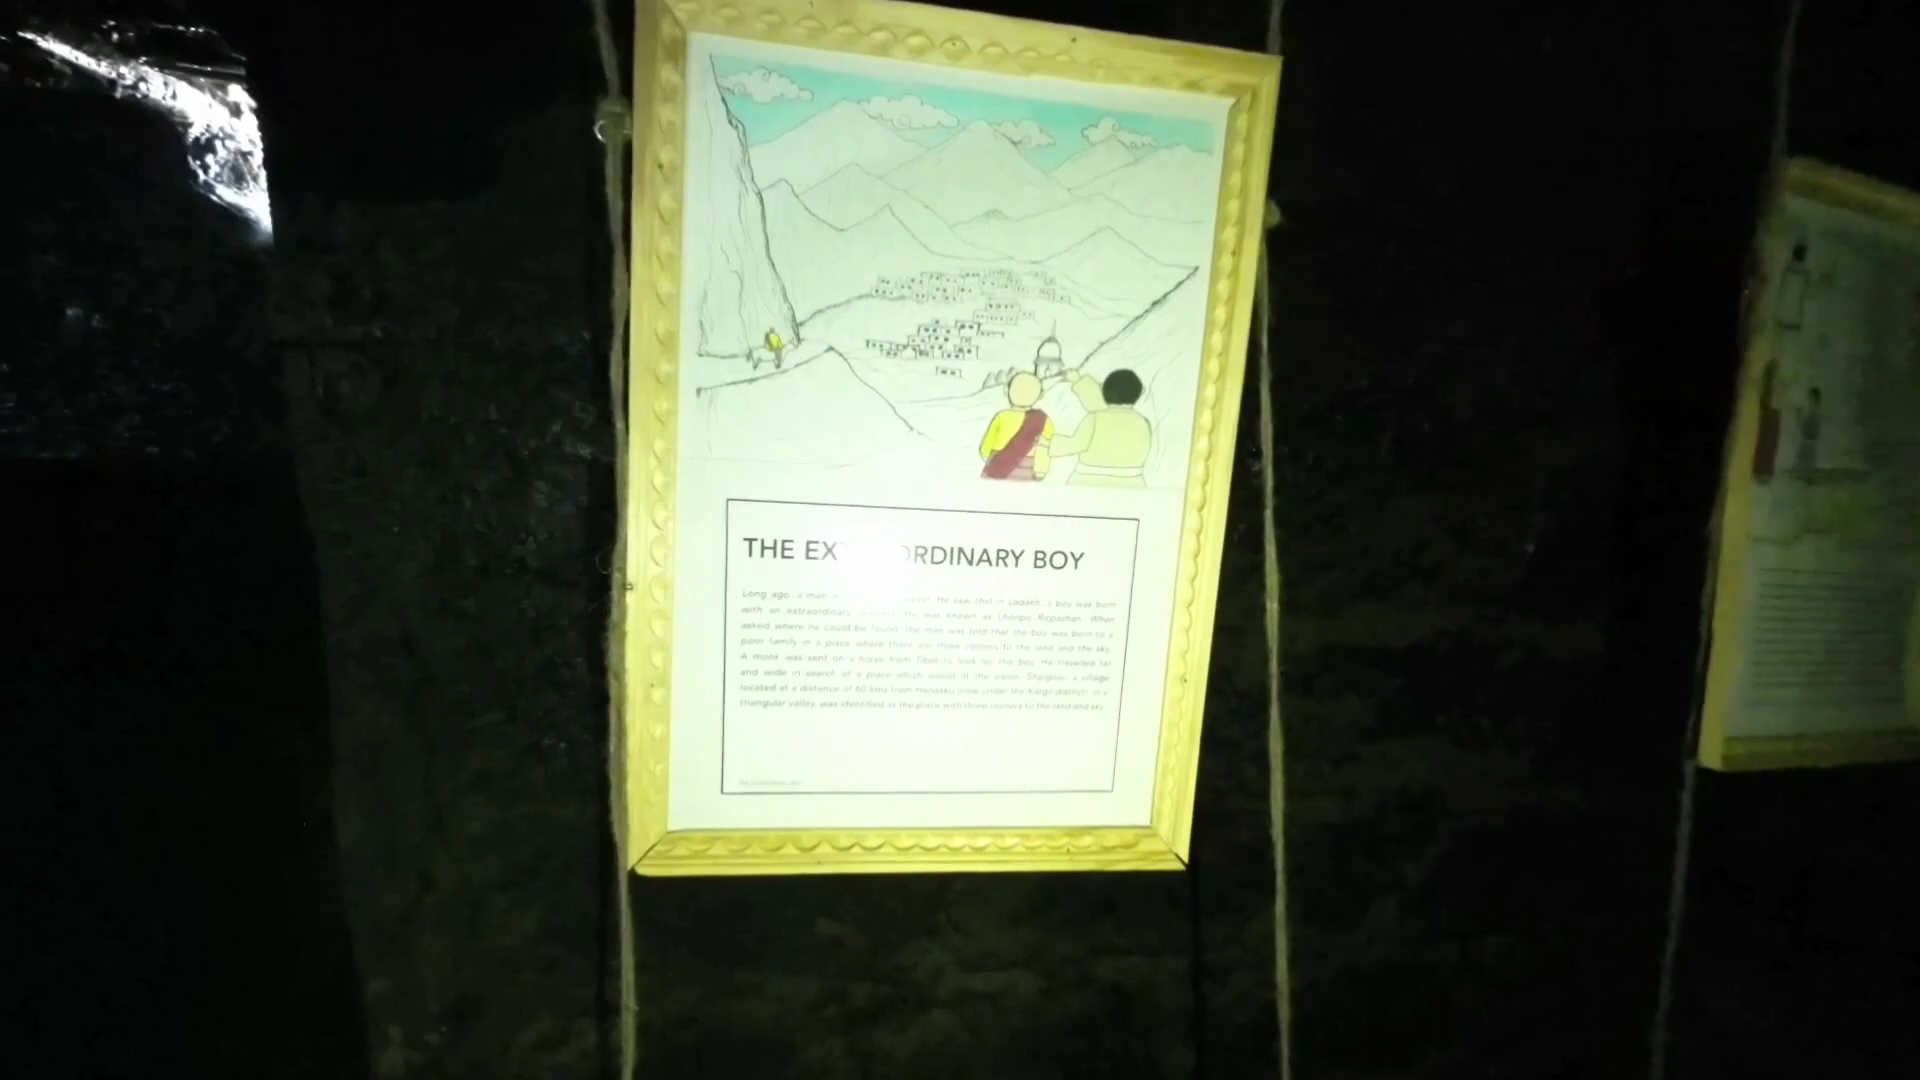 THE EX ORDINARY BOY
Long ago, a man He saw that in Ladakh, a boy was born
with an extraordinary He was known as Lhonpo Rigpachan. When
asked where he could be found, the man was told that the boy was born to a
poor family in a place where there are three corners to the land and the sky.
A monk was sent on a horse from Tibet to look for the boy. He travelled far
and wide in search of a place which would fit the vision. Shargole, a village
located at a distance of 60 kms from Henasku (now under the Kargil district), in a
triangular valley, was identified as the place with three corners to the land and sky.